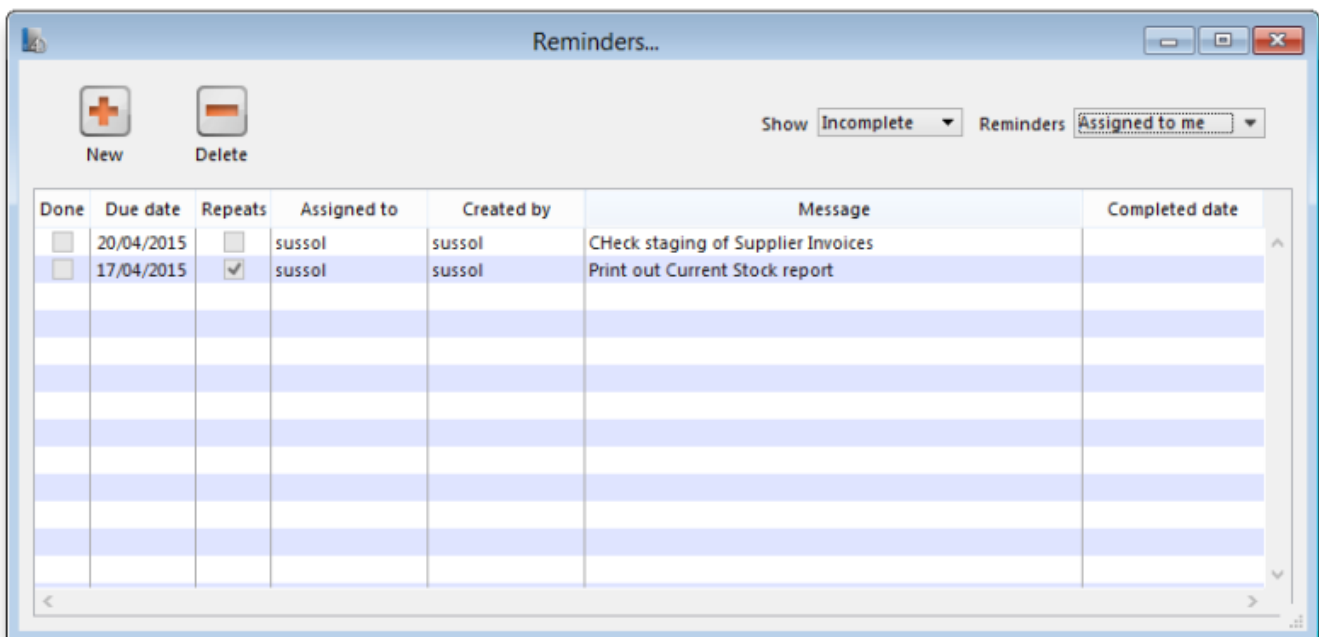 Reminders...
New Delete Show Incomplete Reminders Assigned to me
Done Due date Repeats Assigned to Created by Message Completed date
20/04/2015 sussol sussol CHeck staging of Supplier Invoices
17/04/2015 sussol sussol Print out Current Stock report